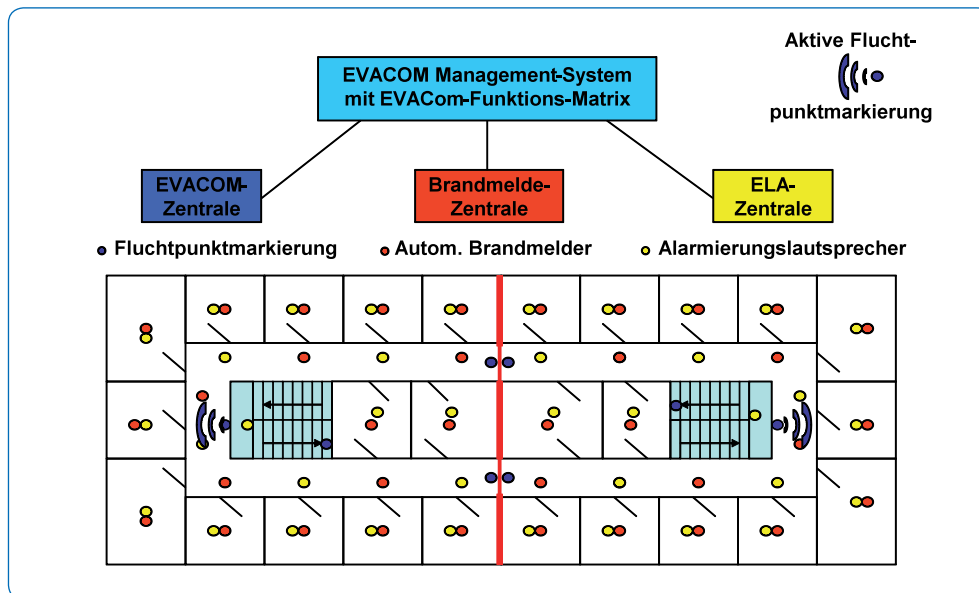 Aktive Flucht-
punktmarkierung
EVACOM Management-System
mit EVACom-Funktions-Matrix
EVACOM-
Zentrale
Brandmelde-
Zentrale
ELA-
Zentrale
Fluchtpunktmarkierung
Autom. Brandmelder
Alarmierungslautsprecher